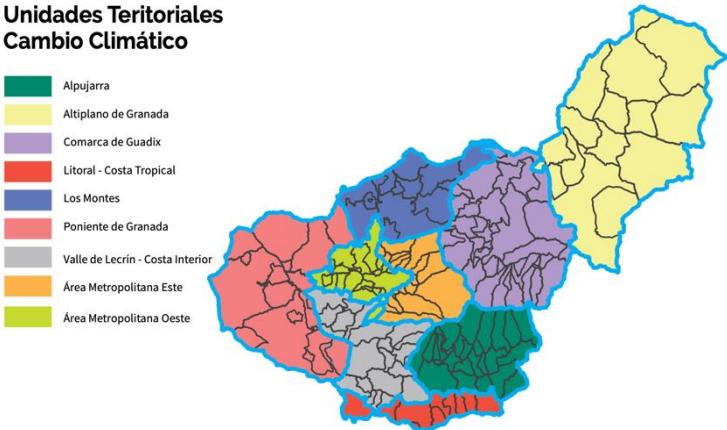 Unidades Teritoriales
Cambio Climático
Alpujarra
Altiplano de Granada
Comarca de Guadix
Litoral - Costa Tropical
Los Montes
Poniente de Granada
Valle de Lecrín - Costa Interior
Área Metropolitana Este
Área Metropolitana Oeste